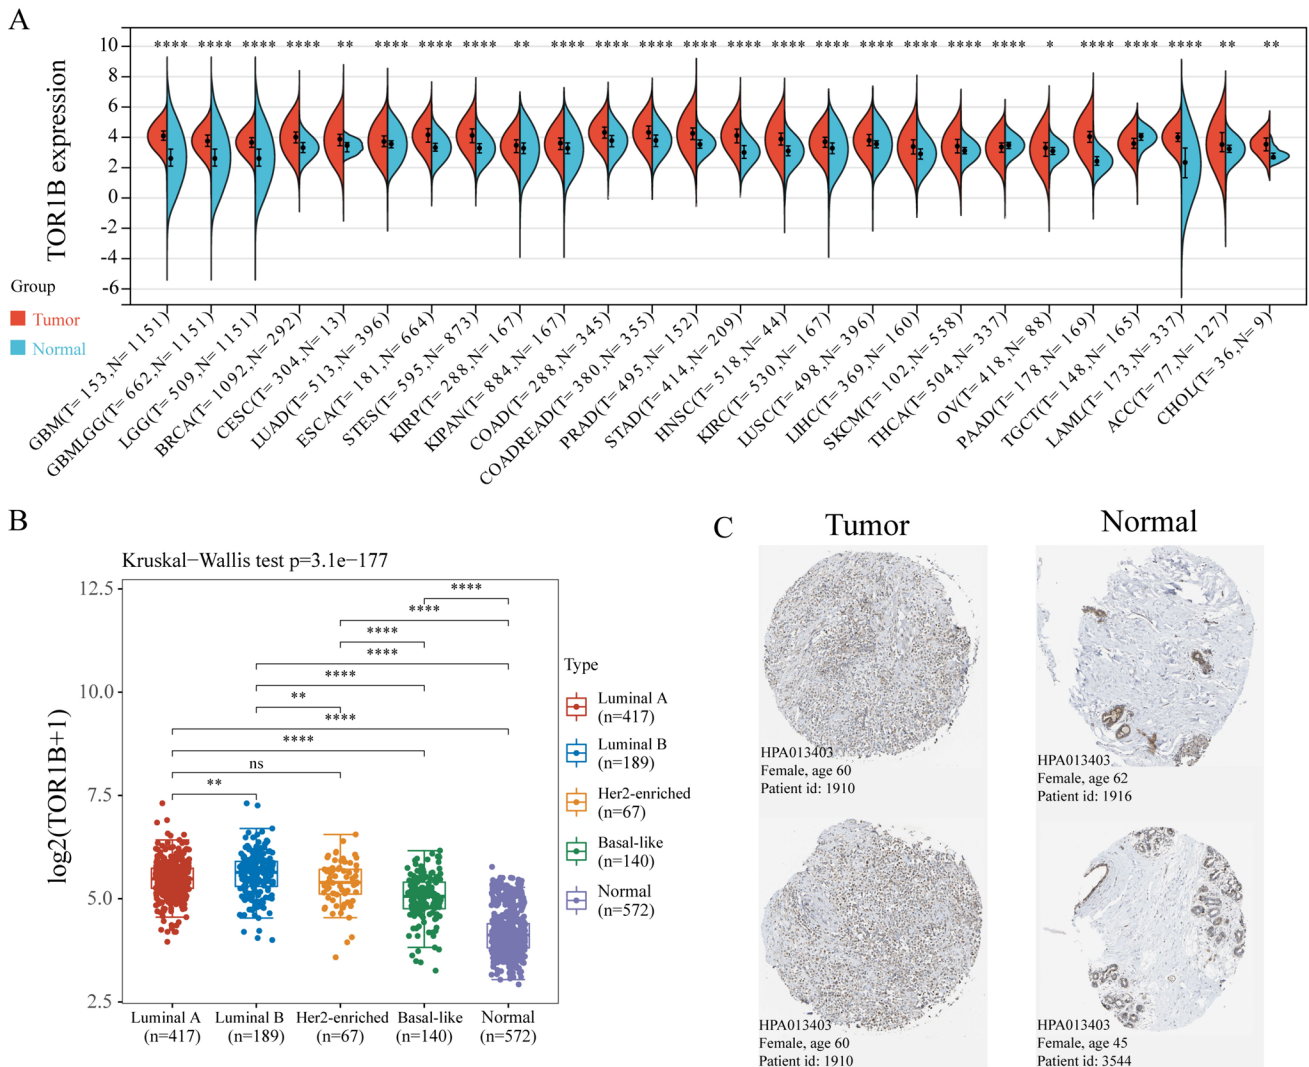 A
**** **** **** **** ** **** **** **** ** **** **** **** **** **** **** **** **** **** **** **** * **** **** **** ** **
TOR1B expression
10
8
6
4
2
0
-2
-4
-6
Group
Tumor
Normal
GBM(T= 153,N= 1151)
GBMLGG(T= 662,N= 1151)
LGG(T= 509,N= 1151)
BRCA(T= 1092,N= 292)
CESC(T= 304,N= 13)
LUAD(T= 513,N= 396)
ESCA(T= 181,N= 664)
STES(T= 595,N= 873)
KIRP(T= 288,N= 167)
KIPAN(T= 884,N= 167)
COAD(T= 288,N= 345)
COADREAD(T= 380,N= 355)
PRAD(T= 495,N= 152)
STAD(T= 414,N= 209)
HNSC(T= 518,N= 44)
KIRC(T= 530,N= 167)
LUSC(T= 498,N= 396)
LIHC(T= 369,N= 160)
SKCM(T= 102,N= 558)
THCA(T= 504,N= 337)
OV(T= 418,N= 88)
PAAD(T= 178,N= 169)
TGCT(T= 148,N= 165)
LAML(T= 173,N= 337)
ACC(T= 77,N= 127)
CHOL(T= 36,N= 9)
B
Kruskal−Wallis test p=3.1e−177
log2(TOR1B+1)
12.5
10.0
7.5
5.0
2.5
****
****
****
****
****
**
****
****
ns
**
Luminal A
(n=417)
Luminal B
(n=189)
Her2-enriched
(n=67)
Basal-like
(n=140)
Normal
(n=572)
Type
Luminal A
(n=417)
Luminal B
(n=189)
Her2-enriched
(n=67)
Basal-like
(n=140)
Normal
(n=572)
C
Tumor
Normal
HPA013403
Female, age 60
Patient id: 1910
HPA013403
Female, age 62
Patient id: 1916
HPA013403
Female, age 60
Patient id: 1910
HPA013403
Female, age 45
Patient id: 3544